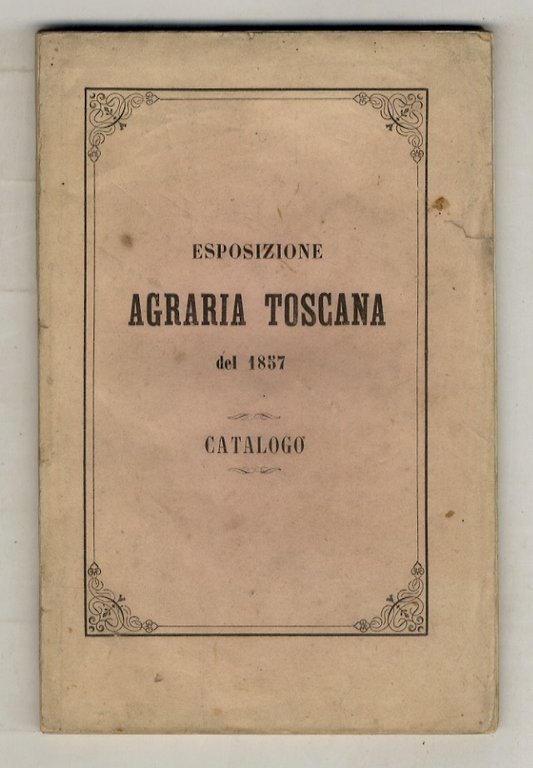 ESPOSIZIONE
AGRARIA TOSCANA
del 1857
CATALOGO